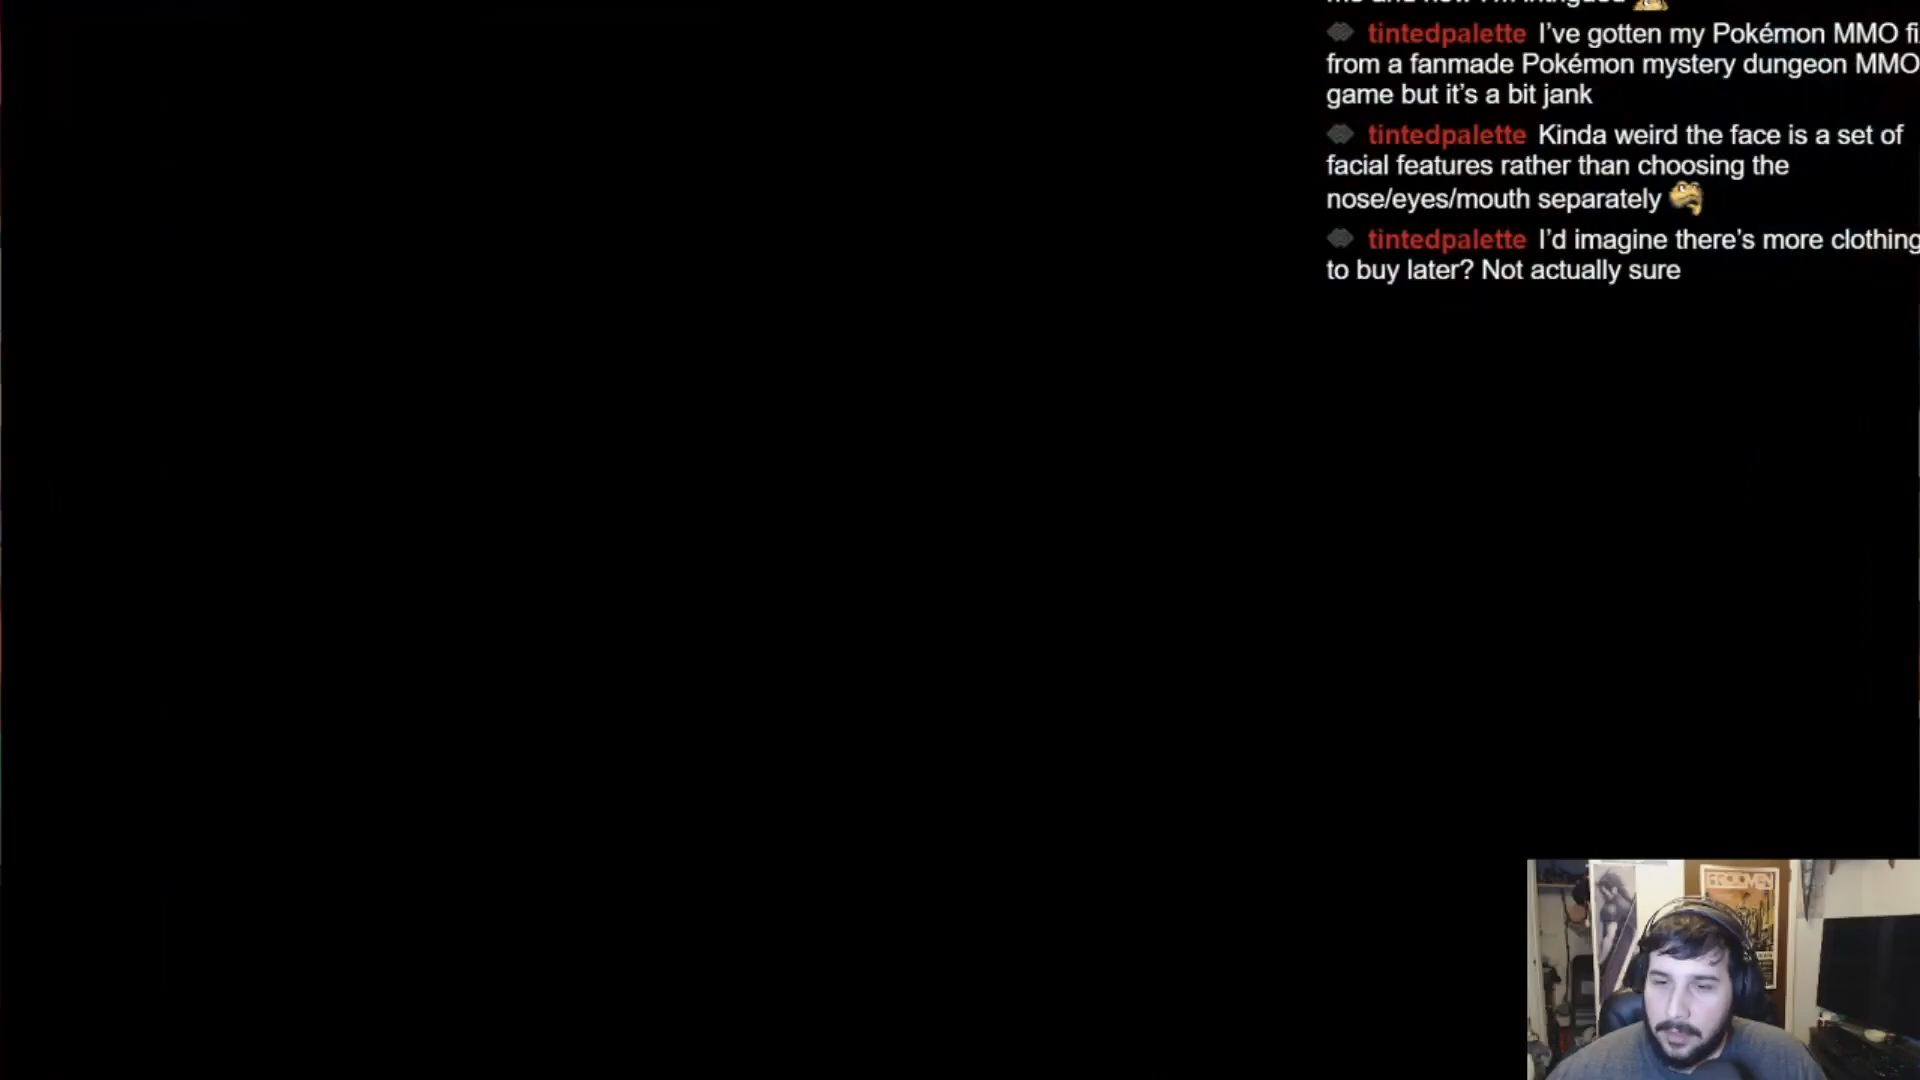 tintedpalette I’ve gotten my Pokémon MMO
from a fanmade Pokémon mystery dungeon MMO
game but it’s a bit jank
tintedpalette Kinda weird the face is a set of
facial features rather than choosing the
nose/eyes/mouth separately
tintedpalette I’d imagine there’s more clothing
to buy later? Not actually sure